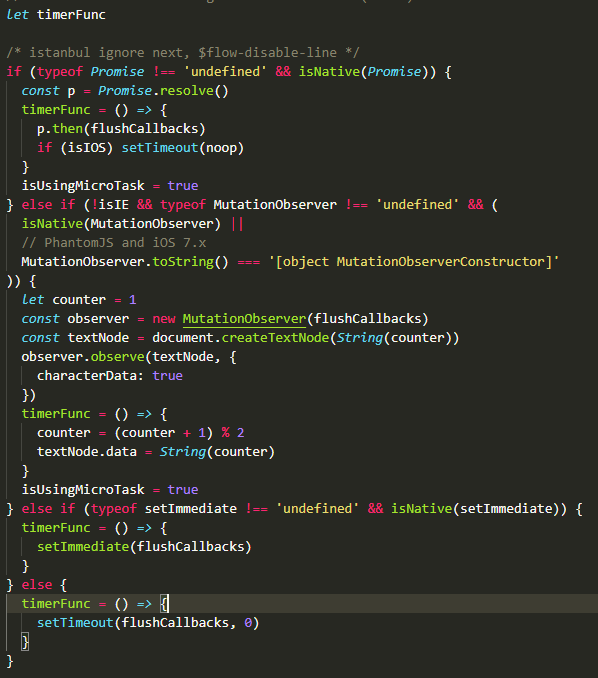 let timerFunc
/* istanbul ignore next, $flow-disable-line */
if (typeof Promise !== 'undefined' && isNative(Promise)) {
  const p = Promise.resolve()
  timerFunc = () => {
    p.then(flushCallbacks)
    if (isIOS) setTimeout(noop)
  }
  isUsingMicroTask = true
} else if (!isIE && typeof MutationObserver !== 'undefined' && (
  isNative(MutationObserver) ||
  // PhantomJS and iOS 7.x
  MutationObserver.toString() === '[object MutationObserverConstructor]'
)) {
  let counter = 1
  const observer = new MutationObserver(flushCallbacks)
  const textNode = document.createTextNode(String(counter))
  observer.observe(textNode, {
    characterData: true
  })
  timerFunc = () => {
    counter = (counter + 1) % 2
    textNode.data = String(counter)
  }
  isUsingMicroTask = true
} else if (typeof setImmediate !== 'undefined' && isNative(setImmediate)) {
  timerFunc = () => {
    setImmediate(flushCallbacks)
  }
} else {
  timerFunc = () => {
    setTimeout(flushCallbacks, 0)
  }
}